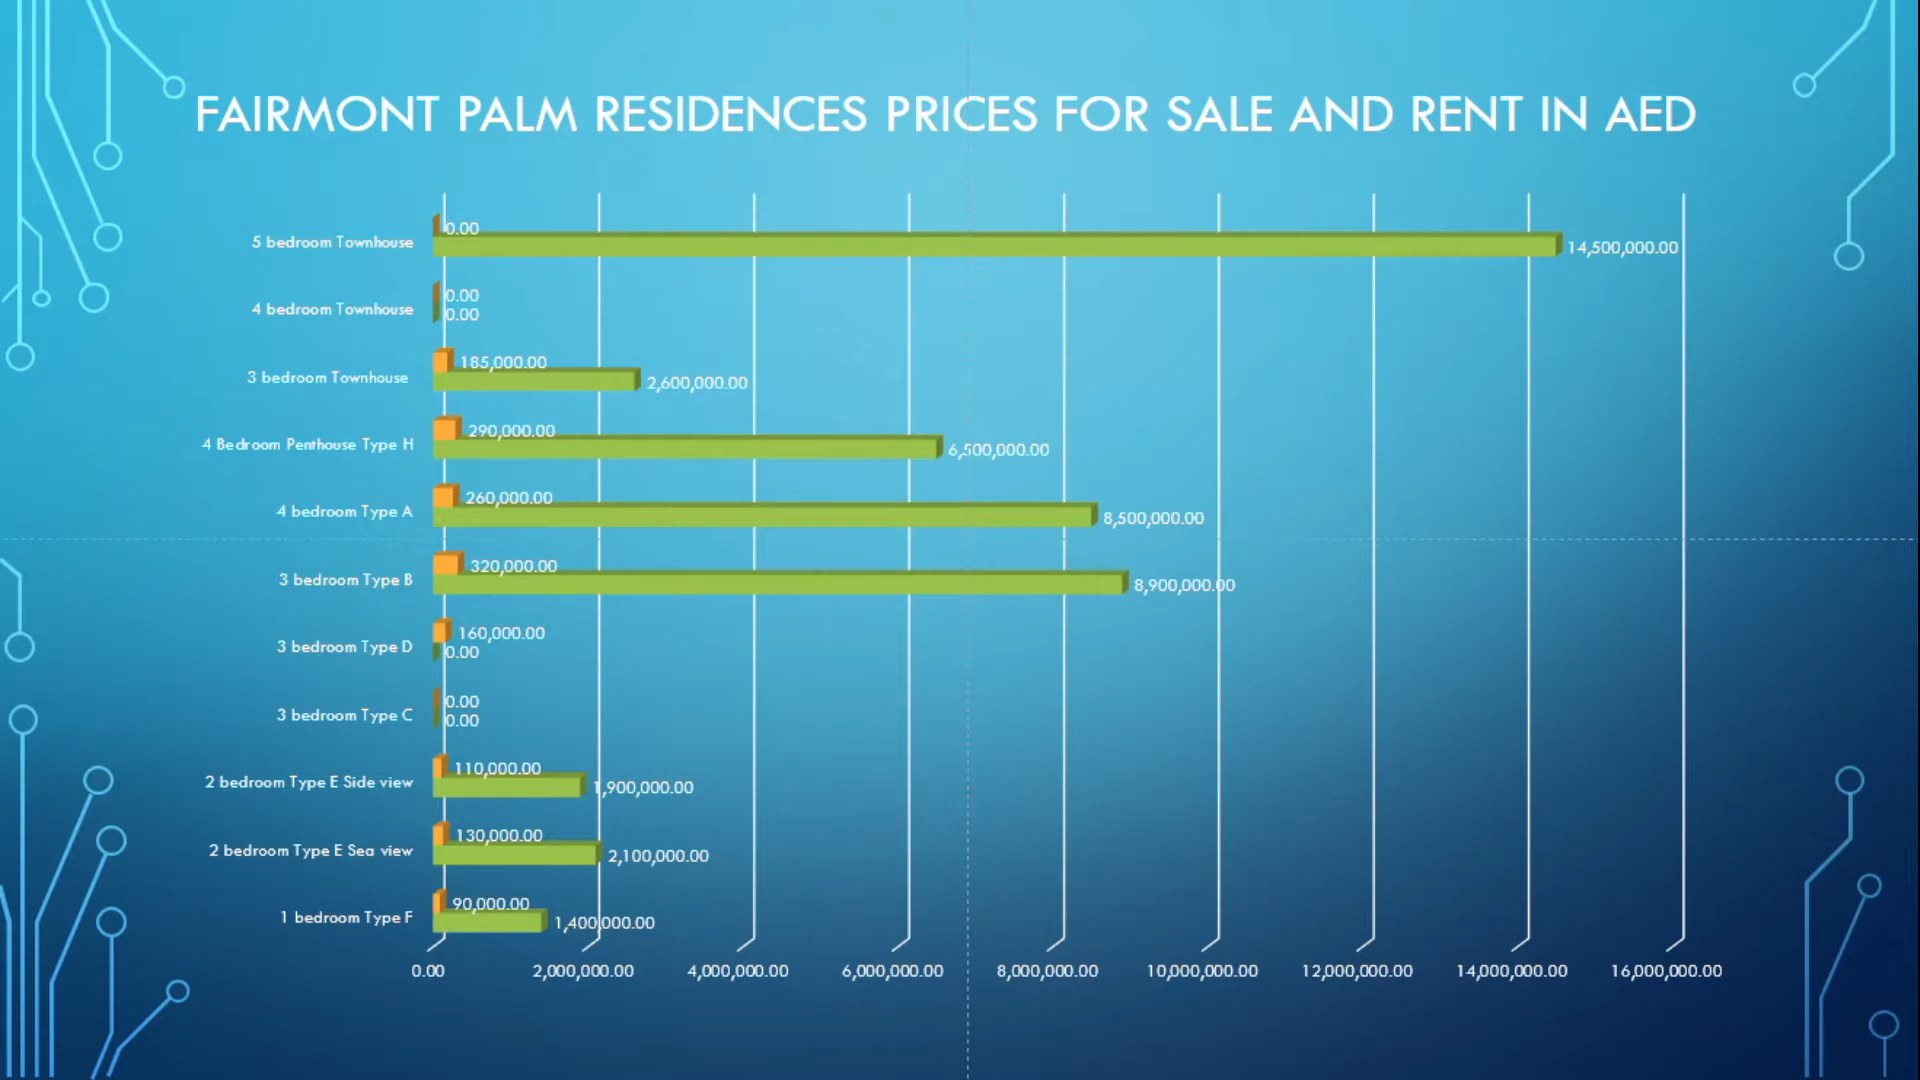 FAIRMONT PALM RESIDENCES PRICES FOR SALE AND RENT IN AED
0.00
5 bedroom Townhouse
14,500,000.00
0.00
4 bedroom Townhouse
0.00
185,000.00
3 bedroom Townhouse
2,600,000.00
290,000.00
4 Bedroom Penthouse Type H
6,500,000.00
260,000.00
4 bedroom Type A
8,500,000.00
320,000.00
3 bedroom Type B
8,900,000.00
160,000.00
3 bedroom Type D
0.00
0.00
3 bedroom Type C
0.00
110,000.00
2 bedroom Type E Side view
1,900,000.00
130,000.00
2 bedroom Type E Sea view
2,100,000.00
90,000.00
1 bedroom Type F
1,400,000.00
0.00 2,000,000.00 4,000,000.00 6,000,000.00 8,000,000.00 10,000,000.00 12,000,000.00 14,000,000.00 16,000,000.00